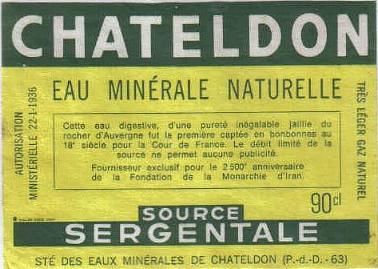 CHATELDON
EAU MINÉRALE NATURELLE
AUTORISATION
MINISTÉRIELLE 22-1-1936
Cette eau digestive, d'une pureté inégalable jaillie du
rocher d'Auvergne fut la première captée en bonbonnes au
18e siècle pour la Cour de France. Le débit limité de
la source ne permet aucune publicité.
Fournisseur exclusif pour le 2500e anniversaire
de la Fondation de la Monarchie d'Iran.
TRÈS LÉGER GAZ NATUREL
90cl
SOURCE
SERGENTALE
STÉ DES EAUX MINÉRALES DE CHATELDON (P.-d.-D. - 63)